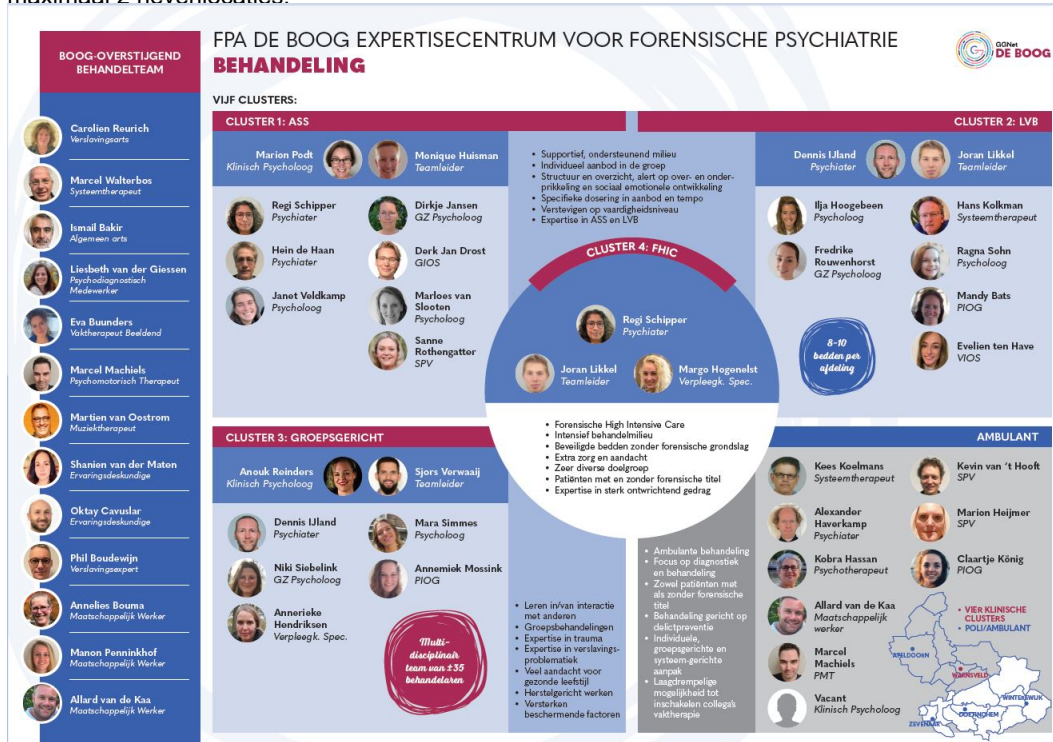 maximaal 2 nevenlocaties.
BOOG-OVERSTIJGEND
BEHANDELTEAM
Carolien Reurich
Verslavingsarts
Marcel Walterbos
Systeemtherapeut
Ismail Bakir
Algemeen arts
Liesbeth van der Giessen
Psychodiagnostisch
Medewerker
Eva Buunders
Vaktherapeut Beeldend
Marcel Machiels
Psychomotorisch Therapeut
Martien van Oostrom
Muziektherapeut
Shanien van der Maten
Ervaringsdeskundige
Oktay Cavuslar
Ervaringsdeskundige
Phil Boudewijn
Verslavingsexpert
Annelies Bouma
Maatschappelijk Werker
Manon Penninkhof
Maatschappelijk Werker
Allard van de Kaa
Maatschappelijk Werker
FPA DE BOOG EXPERTISECENTRUM VOOR FORENSISCHE PSYCHIATRIE
BEHANDELING
GGNet
DE BOOG
VIJF CLUSTERS:
CLUSTER 1: ASS
Marion Podt
Klinisch Psycholoog
Monique Huisman
Teamleider
Regi Schipper
Psychiater
Dirkje Jansen
GZ Psycholoog
Hein de Haan
Psychiater
Derk Jan Drost
GIOS
Janet Veldkamp
Psycholoog
Marloes van
Slooten
Psycholoog
Sanne
Rothengatter
SPV
• Supportief, ondersteunend milieu
• Individueel aanbod in de groep
• Structuur en overzicht, alert op over- en onder-
prikkeling en sociaal emotionele ontwikkeling
• Specifieke dosering in aanbod en tempo
• Verstevigen op vaardigheidsniveau
• Expertise in ASS en LVB
CLUSTER 2: LVB
Dennis IJland
Psychiater
Joran Likkel
Teamleider
Ilja Hoogebeen
Psycholoog
Hans Kolkman
Systeemtherapeut
Fredrike
Rouwenhorst
GZ Psycholoog
Ragna Sohn
Psycholoog
Mandy Bats
PIOG
Evelien ten Have
VIOS
8-10
bedden per
afdeling
CLUSTER 4: FHIC
Regi Schipper
Psychiater
Joran Likkel
Teamleider
Margo Hogenelst
Verpleegk. Spec.
• Forensische High Intensive Care
• Intensief behandelmilieu
• Beveiligde bedden zonder forensische grondslag
• Extra zorg en aandacht
• Zeer diverse doelgroep
• Patiënten met en zonder forensische titel
• Expertise in sterk ontwrichtend gedrag
CLUSTER 3: GROEPSGERICHT
Anouk Reinders
Klinisch Psycholoog
Sjors Verwaaij
Teamleider
Dennis IJland
Psychiater
Mara Simmes
Psycholoog
Niki Siebelink
GZ Psycholoog
Annemiek Mossink
PIOG
Annerieke
Hendriksen
Verpleegk. Spec.
Multi-
disciplinair
team van ±35
behandelaren
• Leren in/van interactie
met anderen
• Groepsbehandelingen
• Expertise in trauma
• Expertise in verslavings-
problematiek
• Veel aandacht voor
gezonde leefstijl
• Herstelgericht werken
• Versterken
beschermende factoren
• Ambulante behandeling
• Focus op diagnostiek
en behandeling
• Zowel patiënten met
als zonder forensische
titel
• Behandeling gericht op
delictpreventie
• Individuele,
groepsgerichte en
systeem-gerichte
aanpak
• Laagdrempelige
mogelijkheid tot
inschakelen collega's
vaktherapie
AMBULANT
Kees Koelmans
Systeemtherapeut
Kevin van 't Hooft
SPV
Alexander
Haverkamp
Psychiater
Marion Heijmer
SPV
Kobra Hassan
Psychotherapeut
Claartje König
PIOG
Allard van de Kaa
Maatschappelijk
werker
Marcel
Machiels
PMT
Vacant
Klinisch Psycholoog
• VIER KLINISCHE
CLUSTERS
• POLI/AMBULANT
APELDOORN
WARNSVELD
WINTERSWIJK
DOETINCHEM
ZEVENAAR